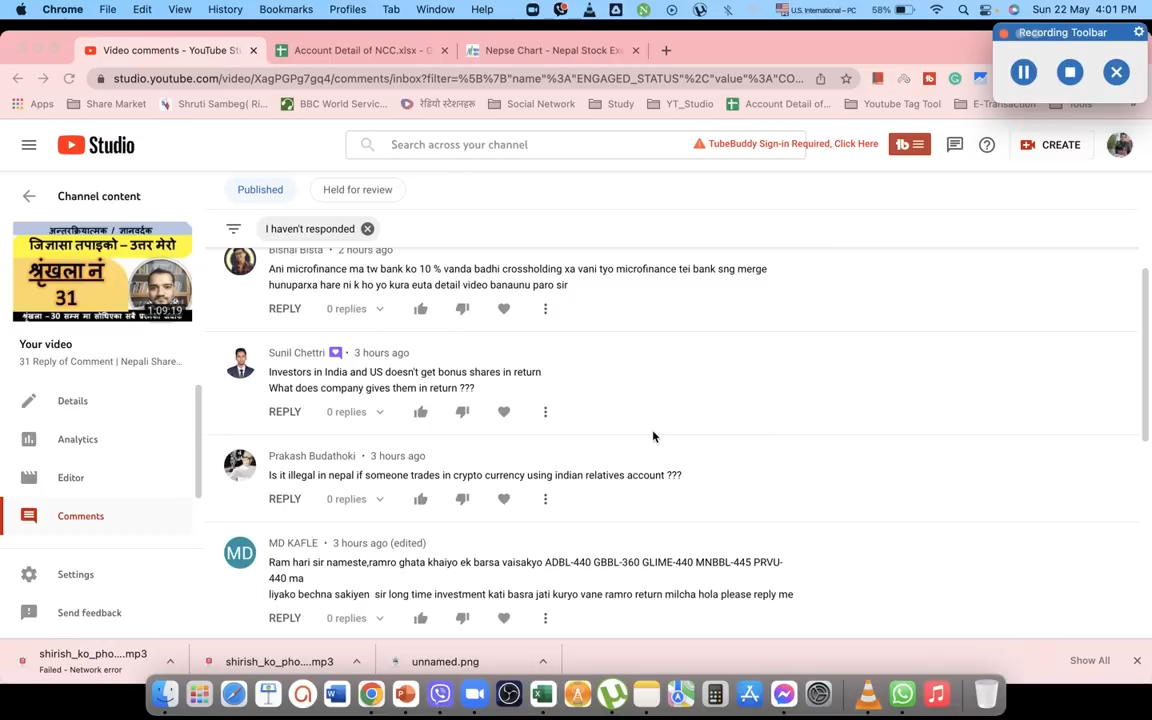 Chrome File Edit View History Bookmarks Profiles Tab Window Help U.S. International – PC 58% Sun 22 May 4:01 PM
Recording Toolbar
Video comments - YouTube St Account Detail of NCC.xlsx - G Nepse Chart - Nepal Stock Exc
studio.youtube.com/video/XagPGPg7gq4/comments/inbox?filter=%5B%7B"name"%3A"ENGAGED_STATUS"%2C"value"%3A"CO...
Apps Share Market Shruti Sambeg( Ri... BBC World Servic... रेडियो स्टेशनहरू Social Network Study YT_Studio Account Detail of... Youtube Tag Tool E-Transaction Tools
Studio
Search across your channel
TubeBuddy Sign-in Required, Click Here
tb
CREATE
Channel content
Published Held for review
I haven't responded
अन्तरक्रियात्मक / ज्ञानवर्दक
जिज्ञासा तपाइको – उत्तर मेरो
श्रृंखला नं
31
1:09:19
Your video
31 Reply of Comment | Nepali Share...
Details
Analytics
Editor
Comments
Settings
Send feedback
Bishal Bista • 2 hours ago
Ani microfinance ma tw bank ko 10 % vanda badhi crossholding xa vani tyo microfinance tei bank sng merge
hunuparxa hare ni k ho yo kura euta detail video banaunu paro sir
REPLY 0 replies
Sunil Chettri • 3 hours ago
Investors in India and US doesn't get bonus shares in return
What does company gives them in return ???
REPLY 0 replies
Prakash Budathoki • 3 hours ago
Is it illegal in nepal if someone trades in crypto currency using indian relatives account ???
REPLY 0 replies
MD
MD KAFLE • 3 hours ago (edited)
Ram hari sir nameste,ramro ghata khaiyo ek barsa vaisakyo ADBL-440 GBBL-360 GLIME-440 MNBBL-445 PRVU-
440 ma
liyako bechna sakiyen sir long time investment kati basra jati kuryo vane ramro return milcha hola please reply me
REPLY 0 replies
shirish_ko_pho....mp3
Failed - Network error
shirish_ko_pho....mp3
unnamed.png
Show All